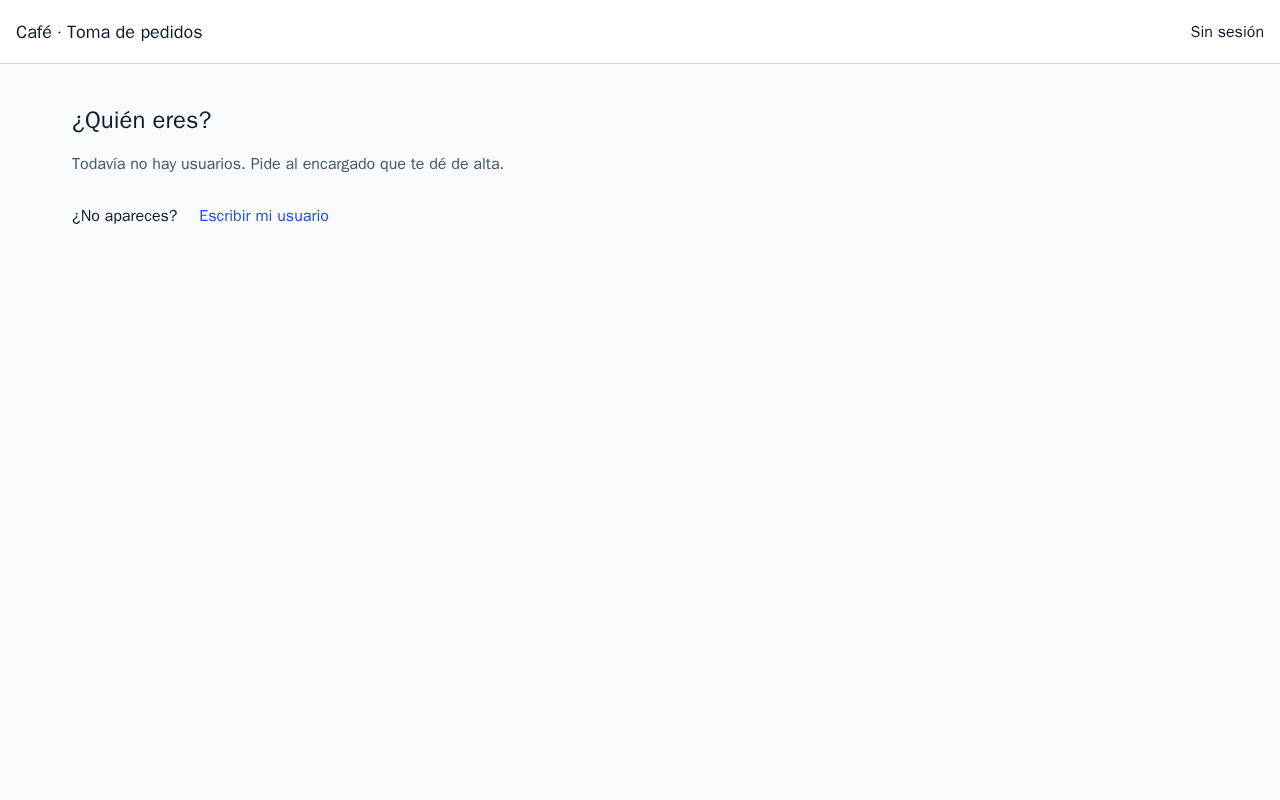 Café · Toma de pedidos
Sin sesión
¿Quién eres?
Todavía no hay usuarios. Pide al encargado que te dé de alta.
¿No apareces? Escribir mi usuario